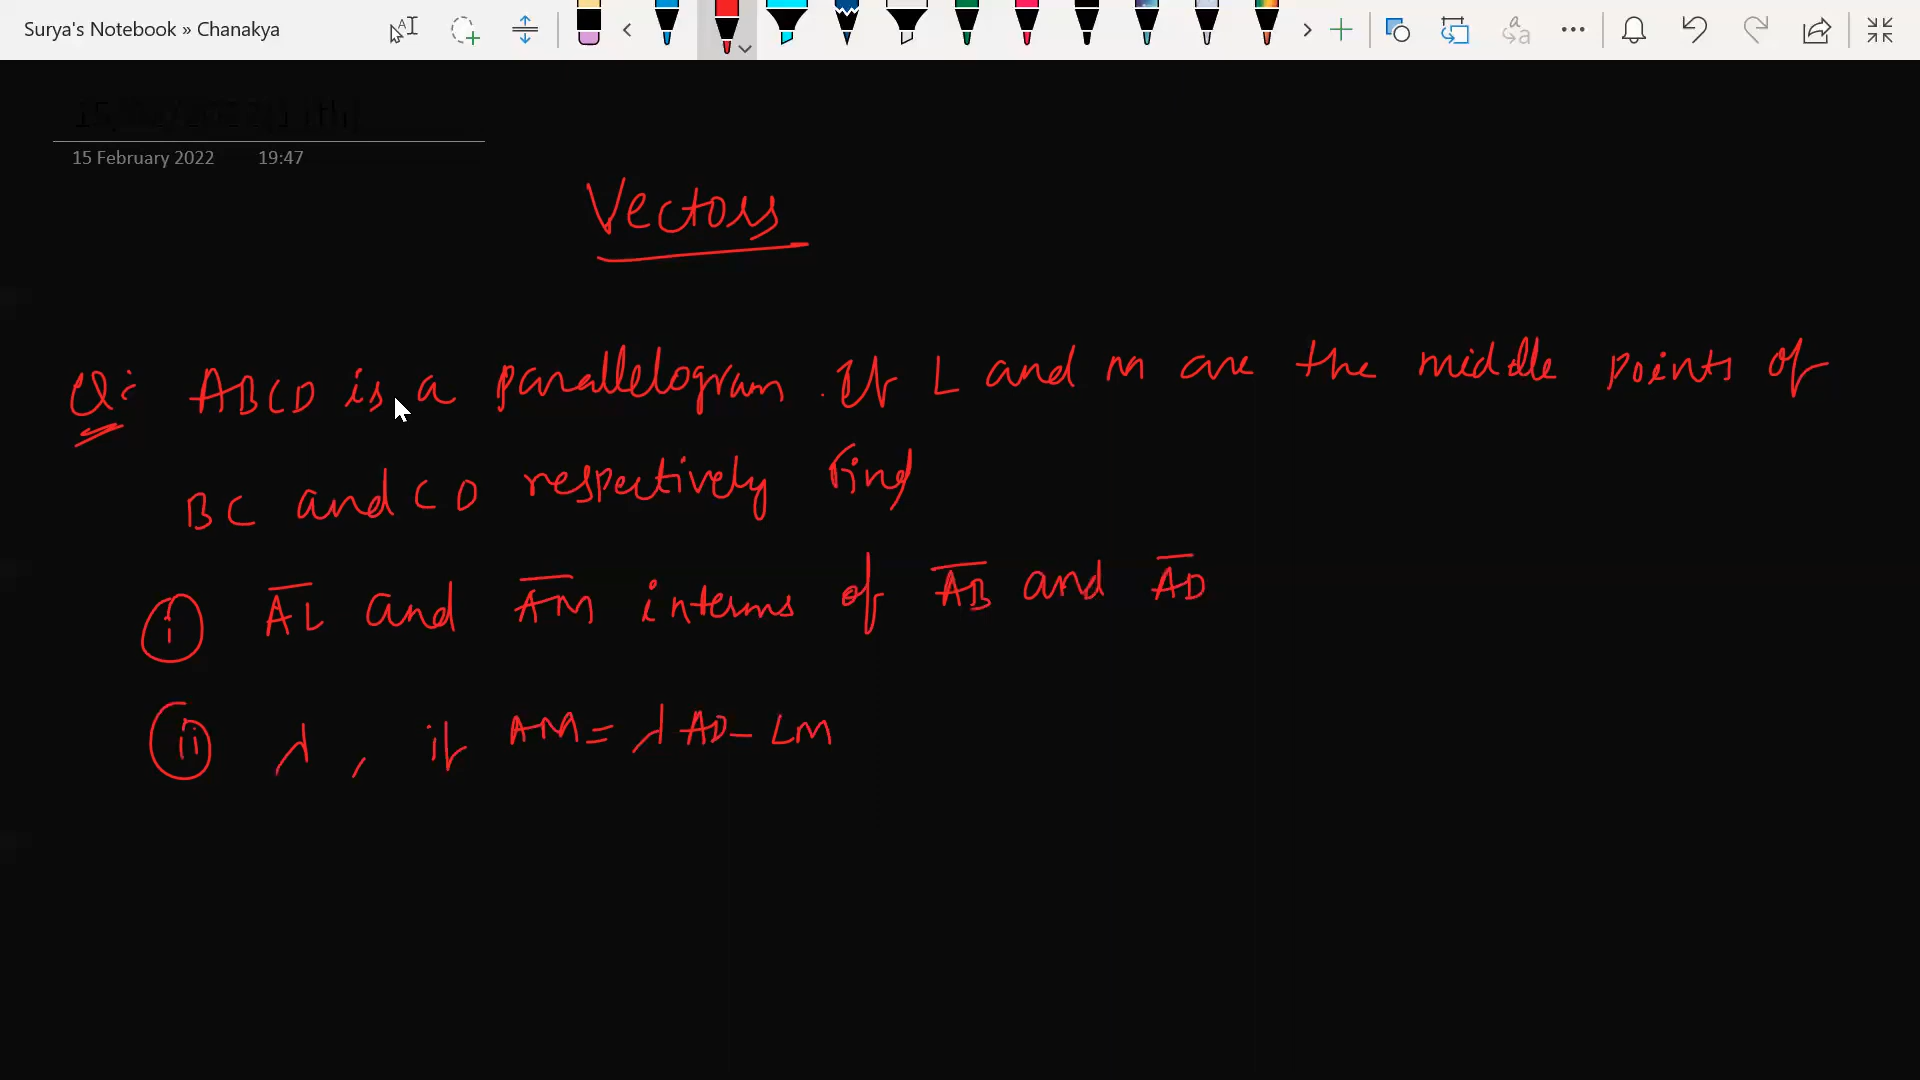 Surya's Notebook » Chanakya
15 February 2022 19:47
Vectors
Q: ABCD is a parallelogram. If L and M are the middle points of
BC and CD respectively Find
(i) AL and AM interms of AB and AD
(ii) λ, if AM = λ AD - LM